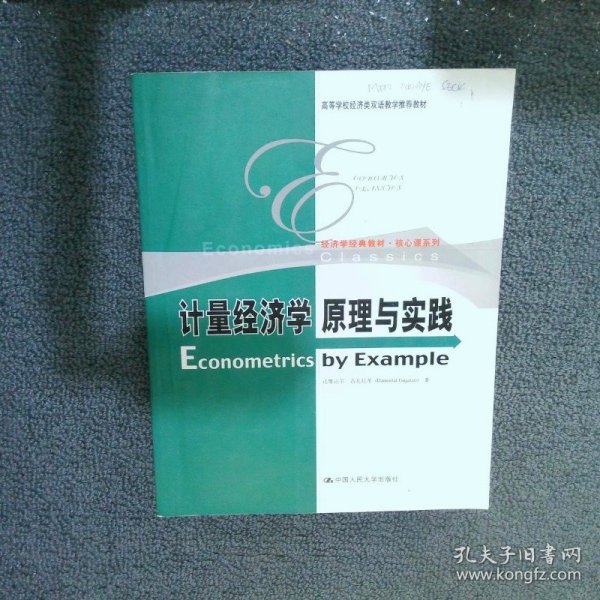 高等学校经济类双语教学推荐教材
Economics
经济学经典教材·核心课系列
Classics
计量经济学 原理与实践
Econometrics by Example
(Damodar Gujarati) 著
中国人民大学出版社
孔夫子旧书网
www.kongfz.com